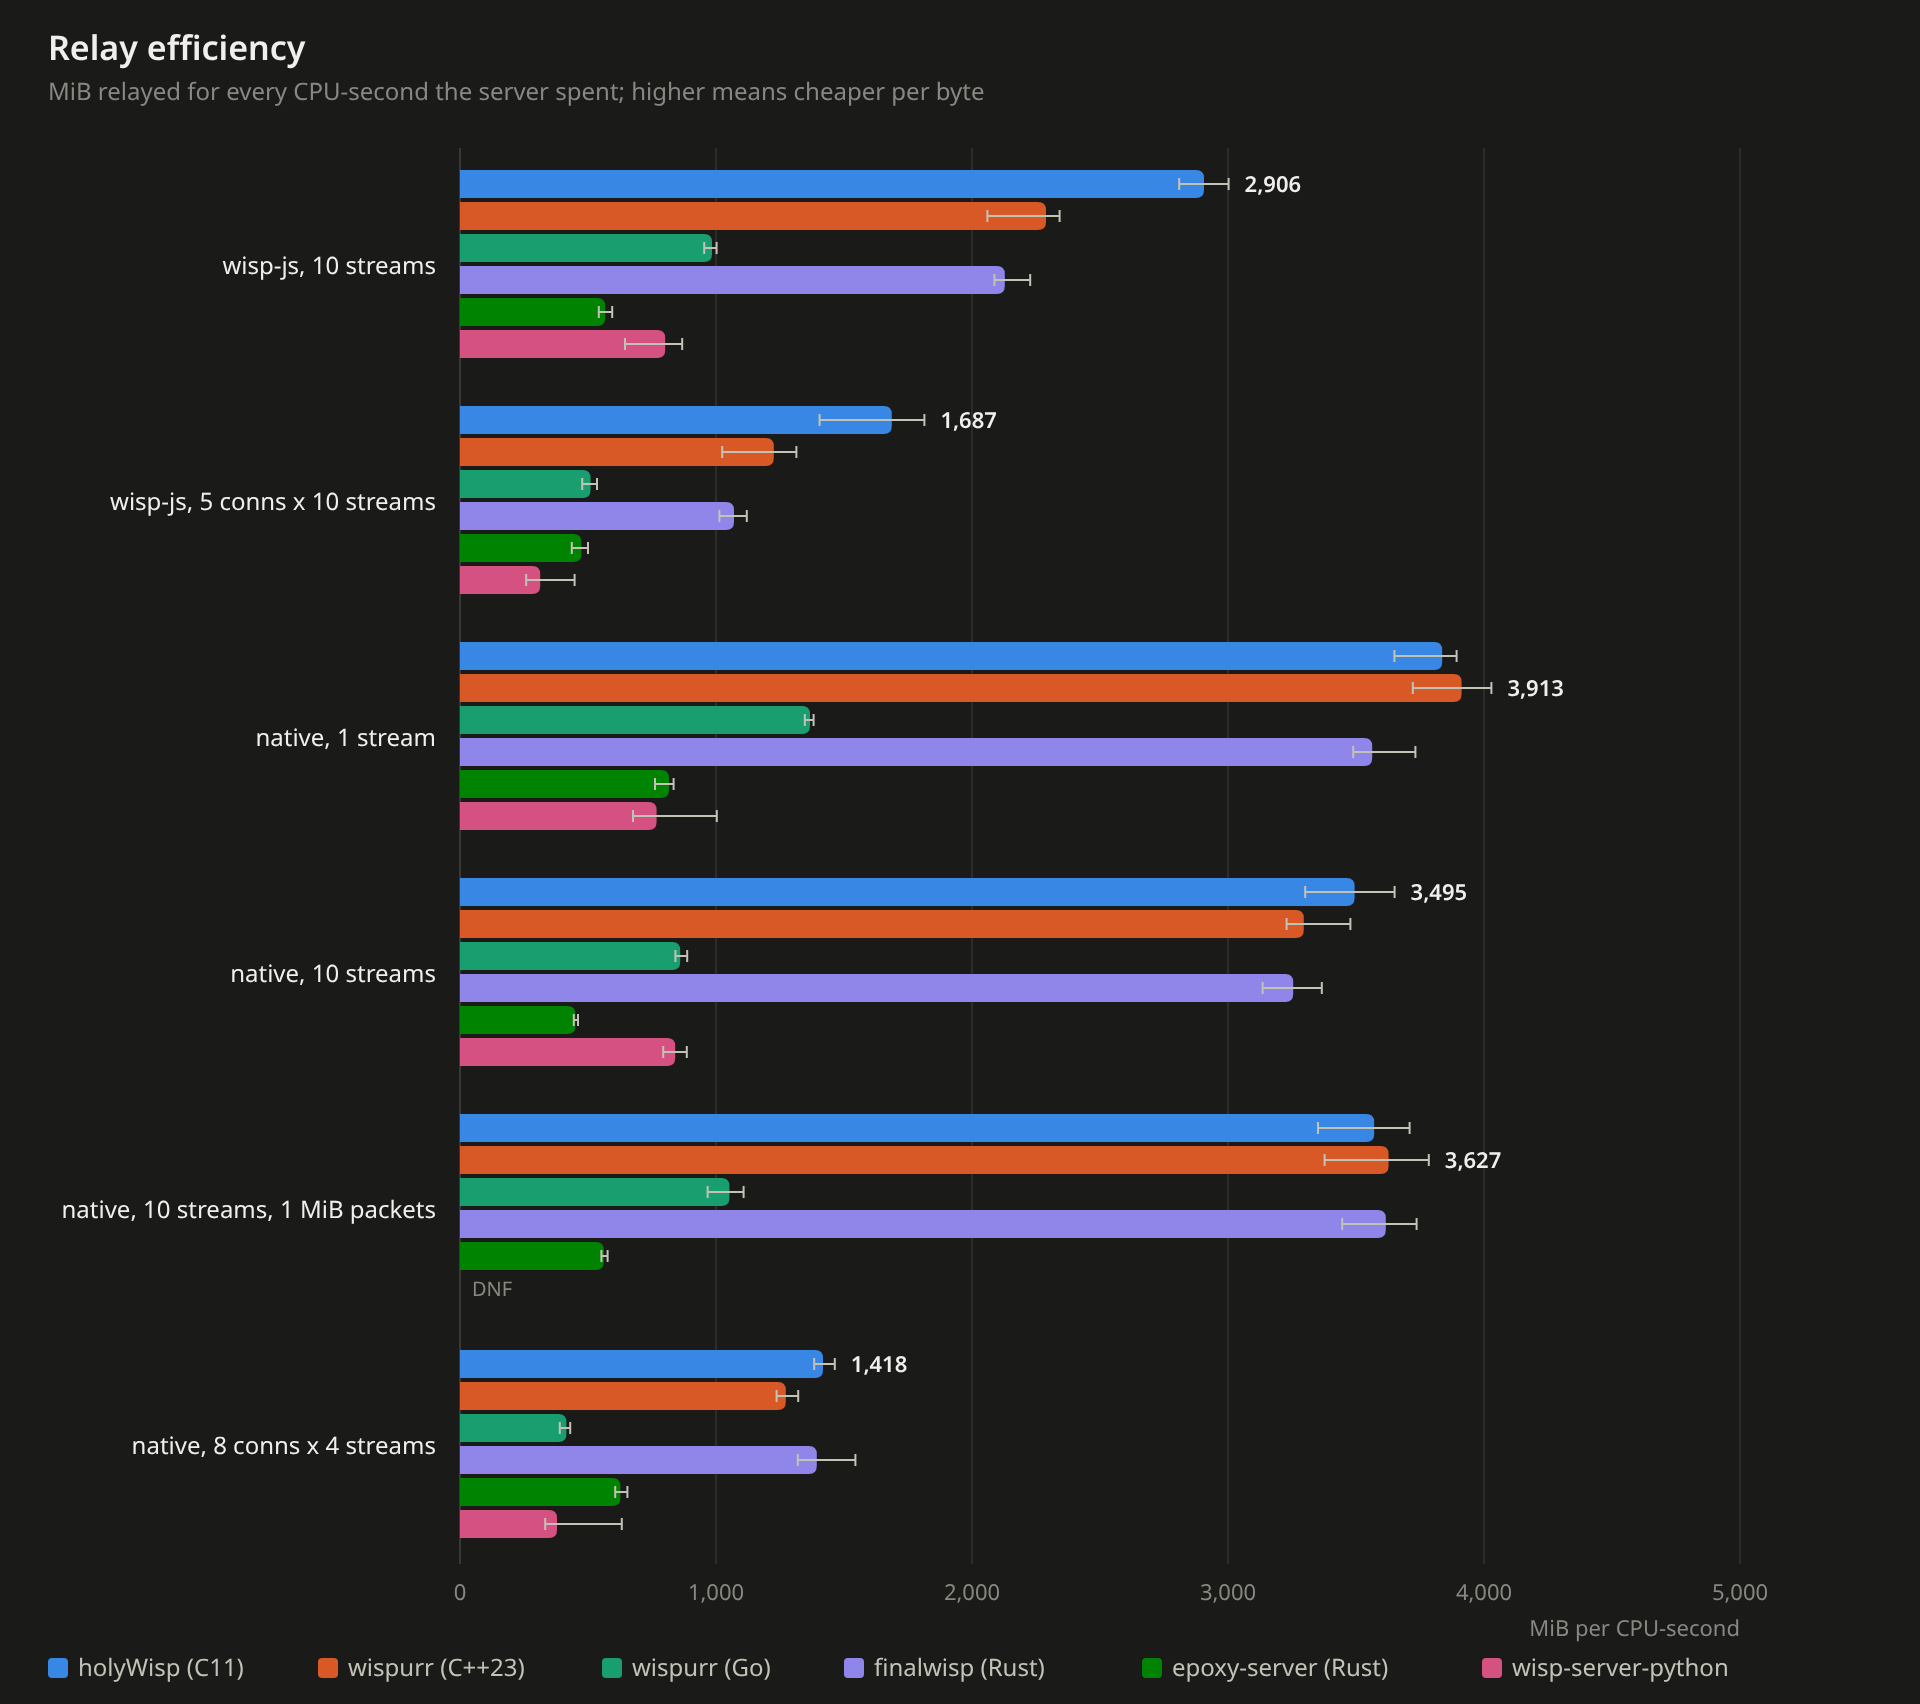 Relay efficiency
MiB relayed for every CPU-second the server spent; higher means cheaper per byte
2,906
wisp-js, 10 streams
1,687
wisp-js, 5 conns x 10 streams
3,913
native, 1 stream
3,495
native, 10 streams
3,627
native, 10 streams, 1 MiB packets
DNF
1,418
native, 8 conns x 4 streams
0 1,000 2,000 3,000 4,000 5,000
MiB per CPU-second
holyWisp (C11) wispurr (C++23) wispurr (Go) finalwisp (Rust) epoxy-server (Rust) wisp-server-python